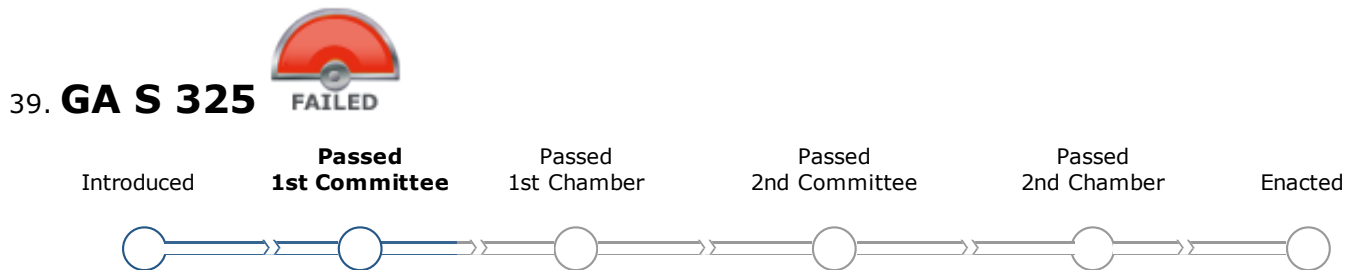 39. GA S 325
FAILED
Introduced
Passed
1st Committee
Passed
1st Chamber
Passed
2nd Committee
Passed
2nd Chamber
Enacted